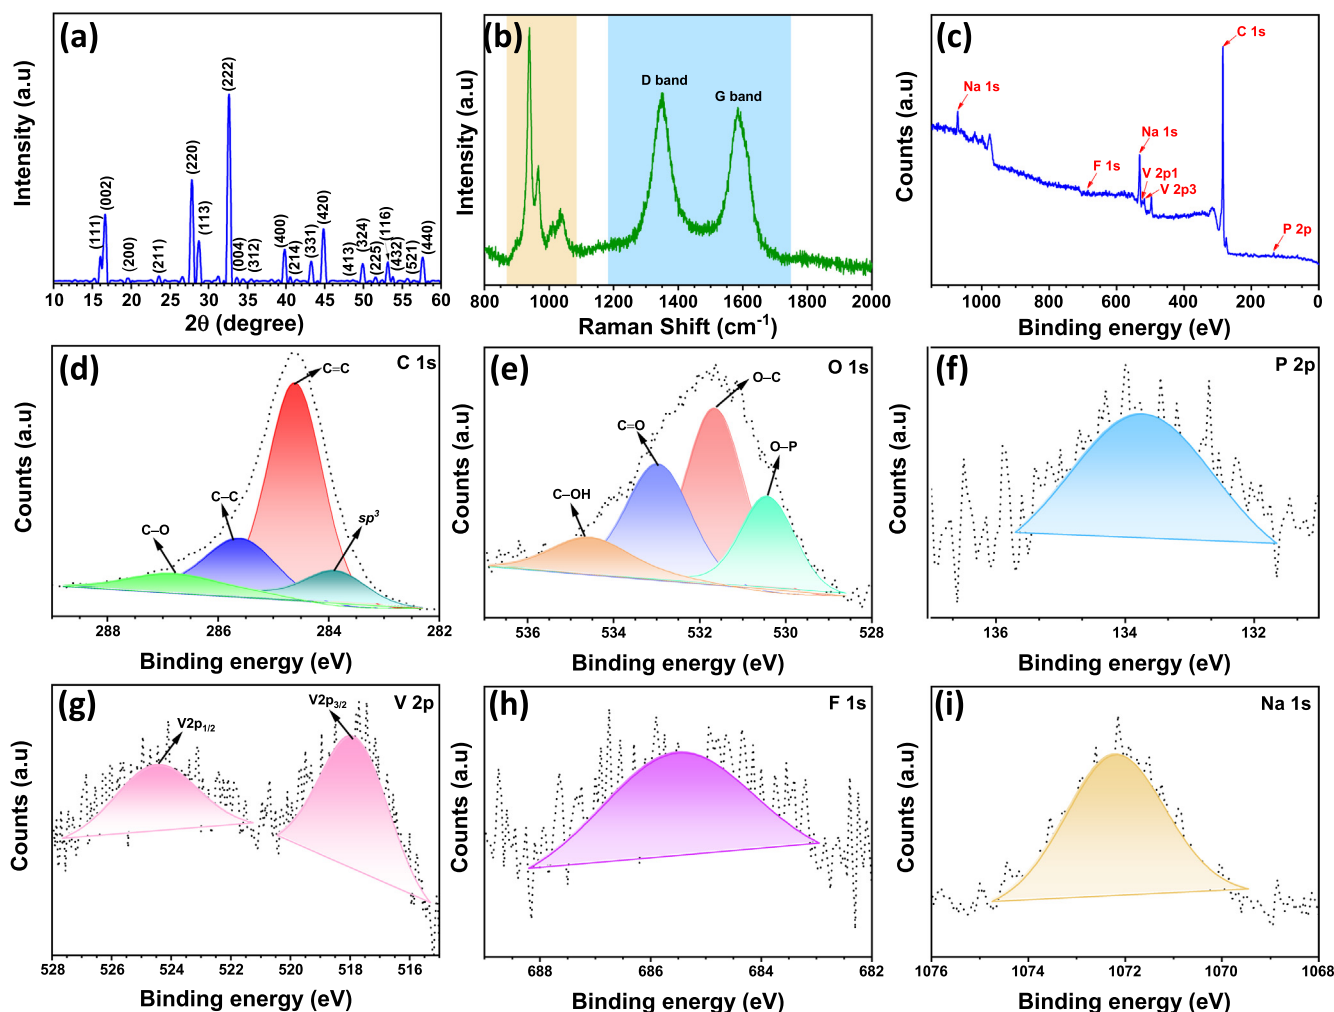 (a)
Intensity (a.u)
(111)
(002)
(200)
(211)
(220)
(113)
(222)
(004)
(312)
(400)
(214)
(331)
(420)
(413)
(324)
(225)
(116)
(432)
(521)
(440)
10 15 20 25 30 35 40 45 50 55 60
2θ (degree)
(b)
Intensity (a.u)
D band
G band
800 1000 1200 1400 1600 1800 2000
Raman Shift (cm-1)
(c)
Counts (a.u)
Na 1s
F 1s
Na 1s
V 2p1
V 2p3
C 1s
P 2p
1000 800 600 400 200 0
Binding energy (eV)
(d)
C 1s
Counts (a.u)
C=C
C–C
C–O
sp3
288 286 284 282
Binding energy (eV)
(e)
O 1s
Counts (a.u)
O–C
C=O
O–P
C–OH
536 534 532 530 528
Binding energy (eV)
(f)
P 2p
Counts (a.u)
136 134 132
Binding energy (eV)
(g)
V 2p
Counts (a.u)
V2p1/2
V2p3/2
528 526 524 522 520 518 516
Binding energy (eV)
(h)
F 1s
Counts (a.u)
688 686 684 682
Binding energy (eV)
(i)
Na 1s
Counts (a.u)
1076 1074 1072 1070 1068
Binding energy (eV)